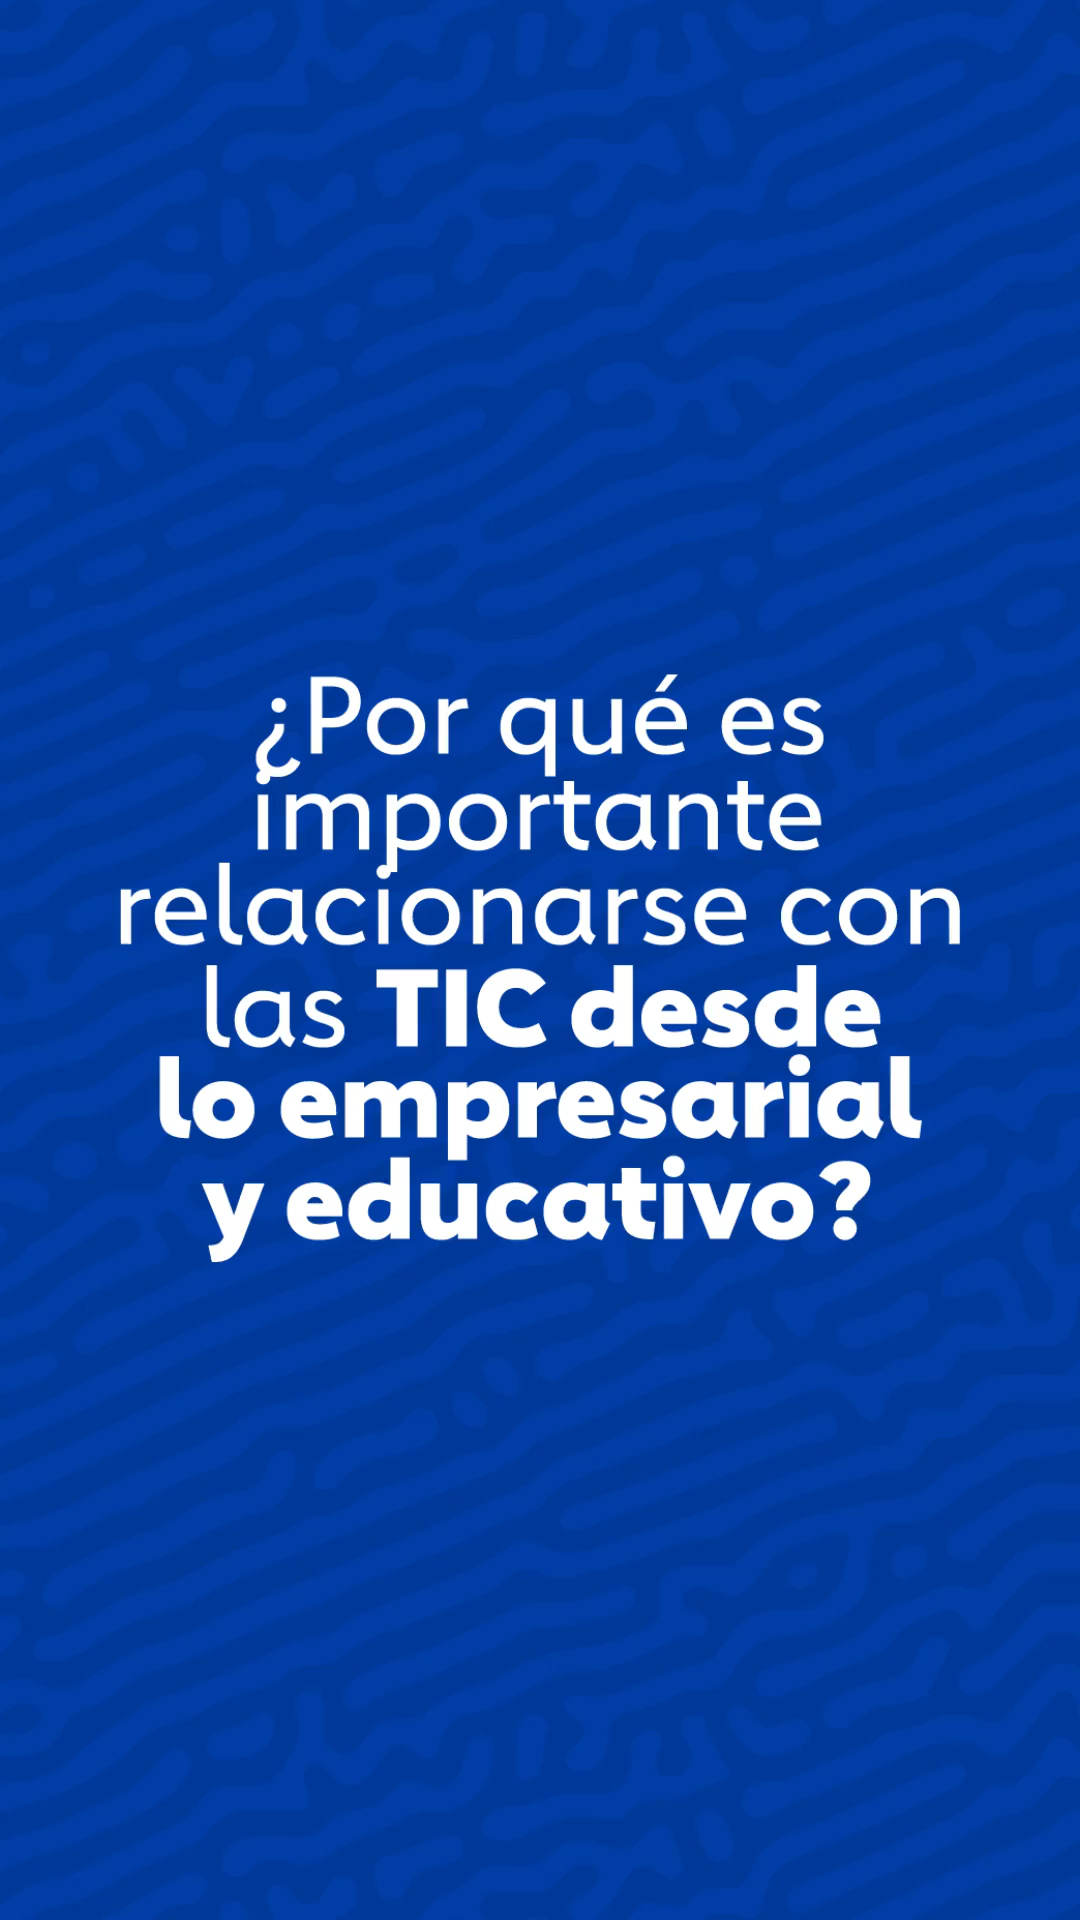 ¿Por qué es
importante
relacionarse con
las TIC desde
lo empresarial
y educativo?